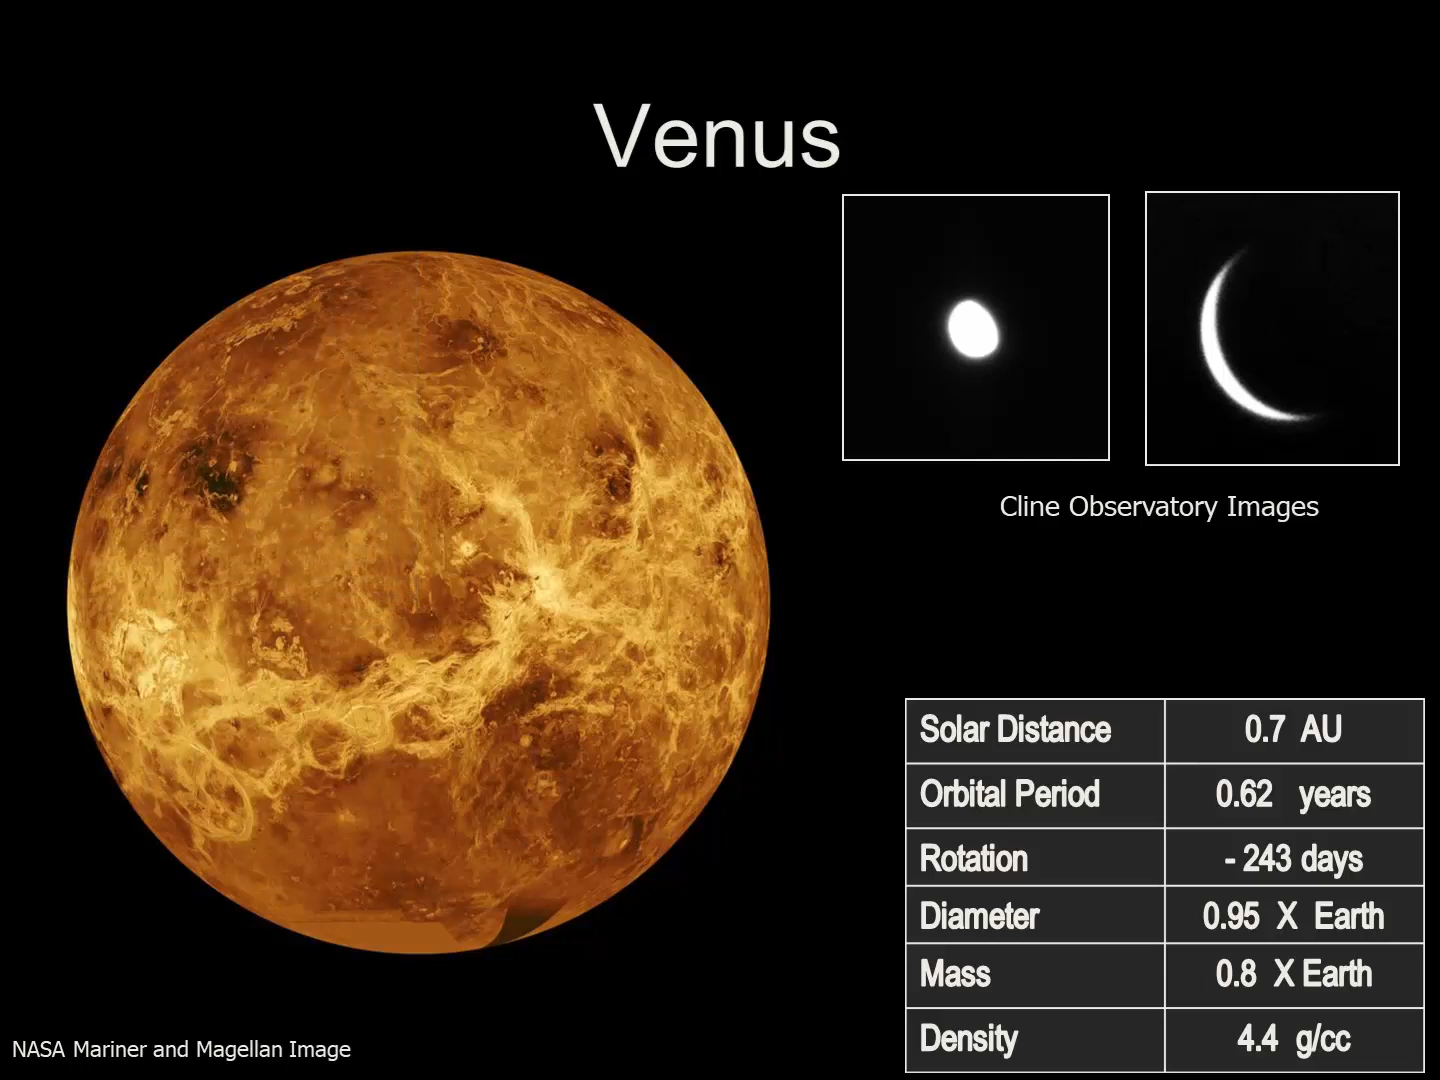 Venus
Cline Observatory Images
Solar Distance 0.7 AU
Orbital Period 0.62 years
Rotation - 243 days
Diameter 0.95 X Earth
Mass 0.8 X Earth
Density 4.4 g/cc
NASA Mariner and Magellan Image